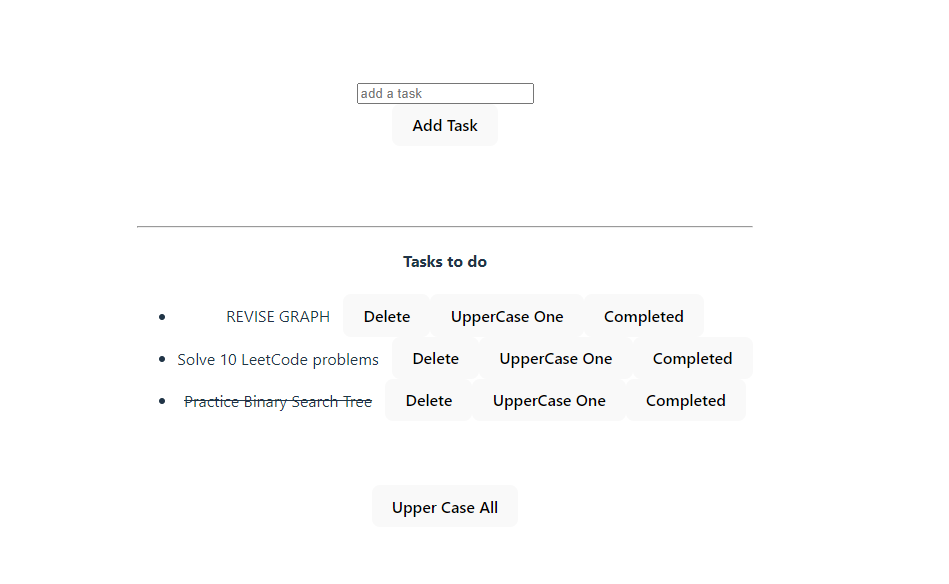 add a task
Add Task
Tasks to do
REVISE GRAPH Delete UpperCase One Completed
Solve 10 LeetCode problems Delete UpperCase One Completed
Practice Binary Search Tree Delete UpperCase One Completed
Upper Case All